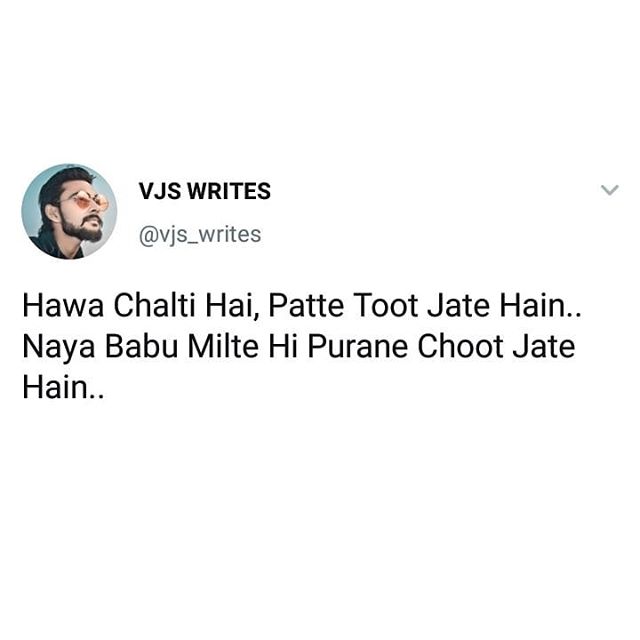 VJS WRITES
@vjs_writes
Hawa Chalti Hai, Patte Toot Jate Hain..
Naya Babu Milte Hi Purane Choot Jate
Hain..